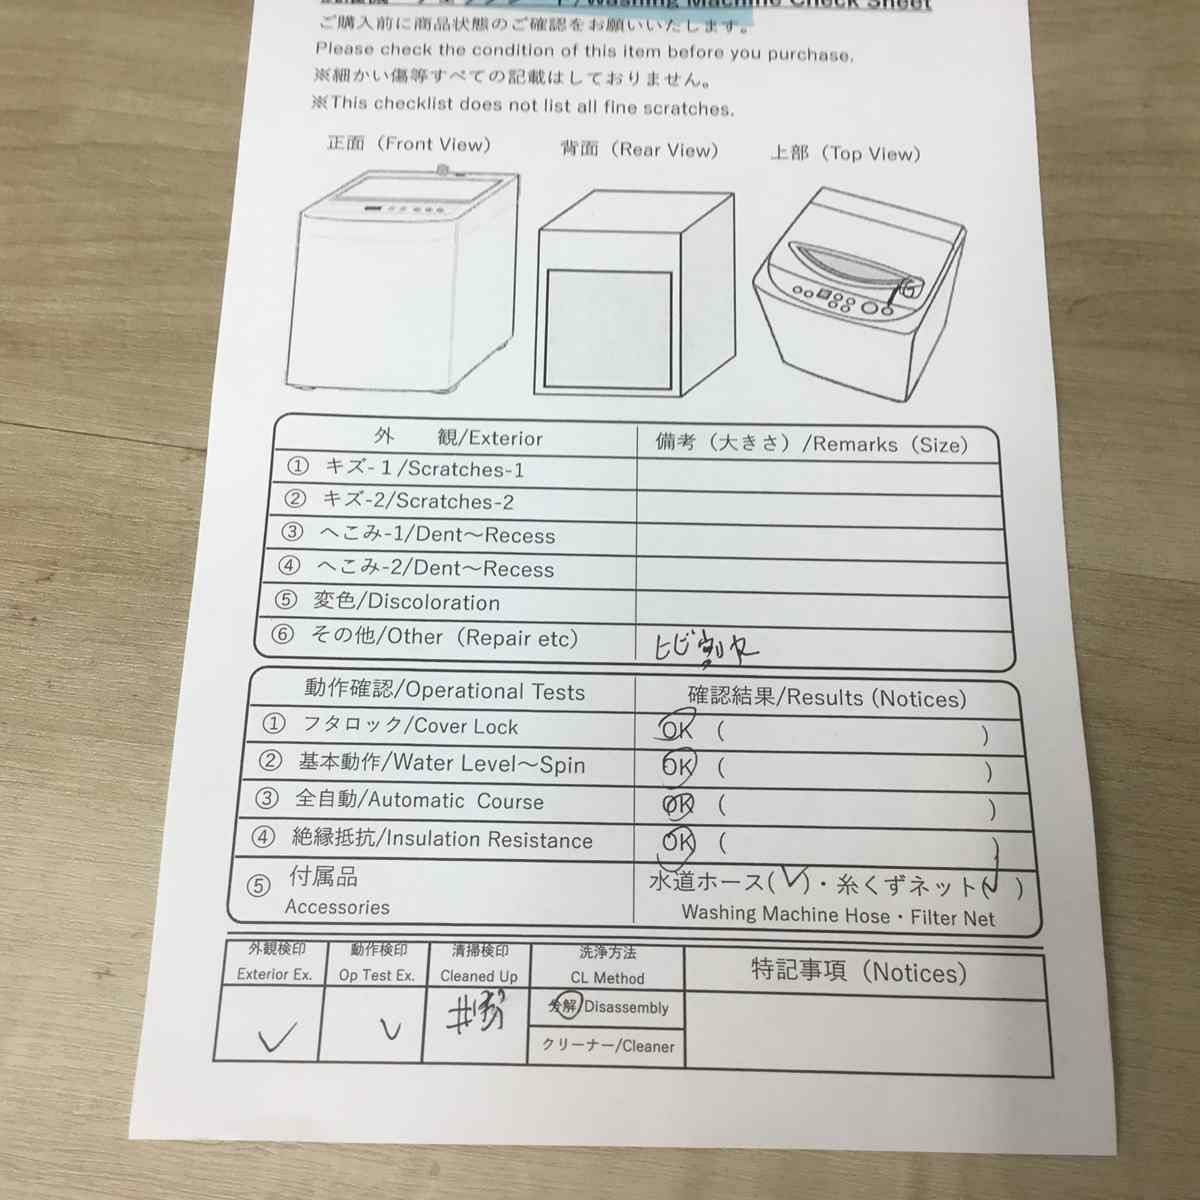 /Washing Machine Check Sheet
ご購入前に商品状態のご確認をお願いいたします。
Please check the condition of this item before you purchase.
※細かい傷等すべての記載はしておりません。
※This checklist does not list all fine scratches.
正面（Front View） 背面（Rear View） 上部（Top View）
⑥
外　観/Exterior 備考（大きさ）/Remarks（Size）
① キズ-１/Scratches-1
② キズ-2/Scratches-2
③ へこみ-1/Dent～Recess
④ へこみ-2/Dent～Recess
⑤ 変色/Discoloration
⑥ その他/Other（Repair etc） ヒビ割れ
動作確認/Operational Tests 確認結果/Results (Notices)
① フタロック/Cover Lock OK （ ）
② 基本動作/Water Level～Spin OK （ ）
③ 全自動/Automatic Course OK （ ）
④ 絶縁抵抗/Insulation Resistance OK （ ）
⑤ 付属品 水道ホース(✓)・糸くずネット(✓)
Accessories Washing Machine Hose・Filter Net
外観検印 動作検印 清掃検印 洗浄方法 特記事項（Notices）
Exterior Ex. Op Test Ex. Cleaned Up CL Method
✓ ✓ 分解/Disassembly
クリーナー/Cleaner